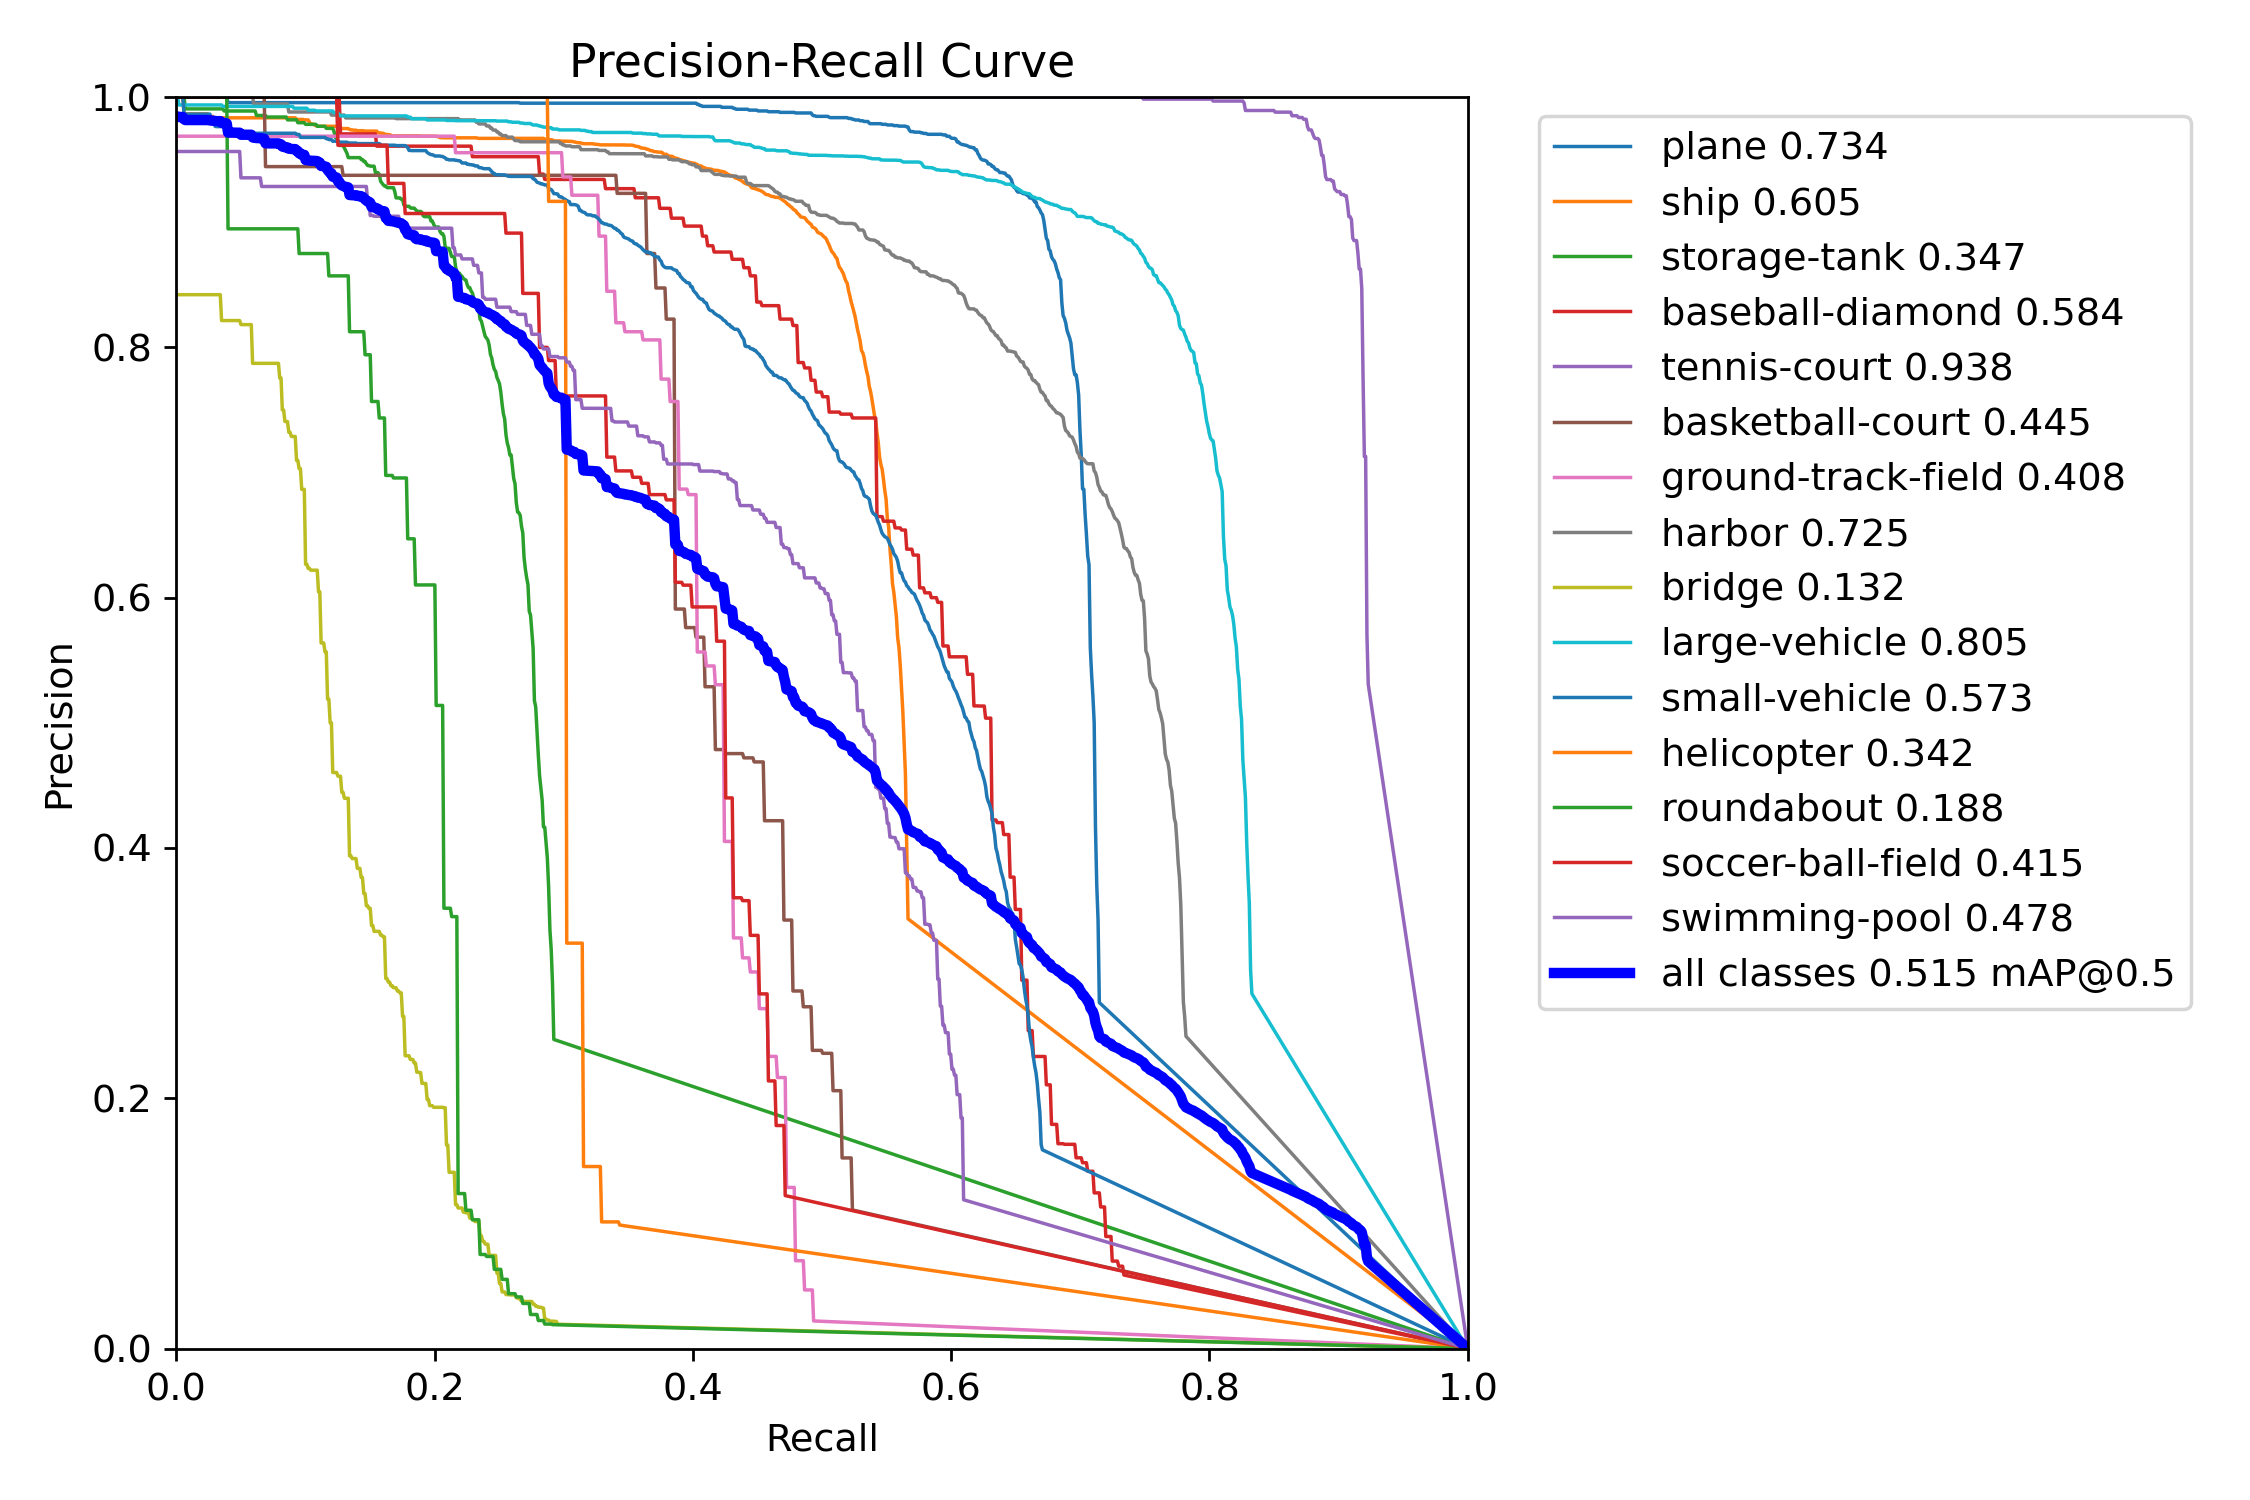 Precision-Recall Curve
1.0
0.8
0.6
0.4
0.2
0.0
Precision
0.0 0.2 0.4 0.6 0.8 1.0
Recall
plane 0.734
ship 0.605
storage-tank 0.347
baseball-diamond 0.584
tennis-court 0.938
basketball-court 0.445
ground-track-field 0.408
harbor 0.725
bridge 0.132
large-vehicle 0.805
small-vehicle 0.573
helicopter 0.342
roundabout 0.188
soccer-ball-field 0.415
swimming-pool 0.478
all classes 0.515 mAP@0.5